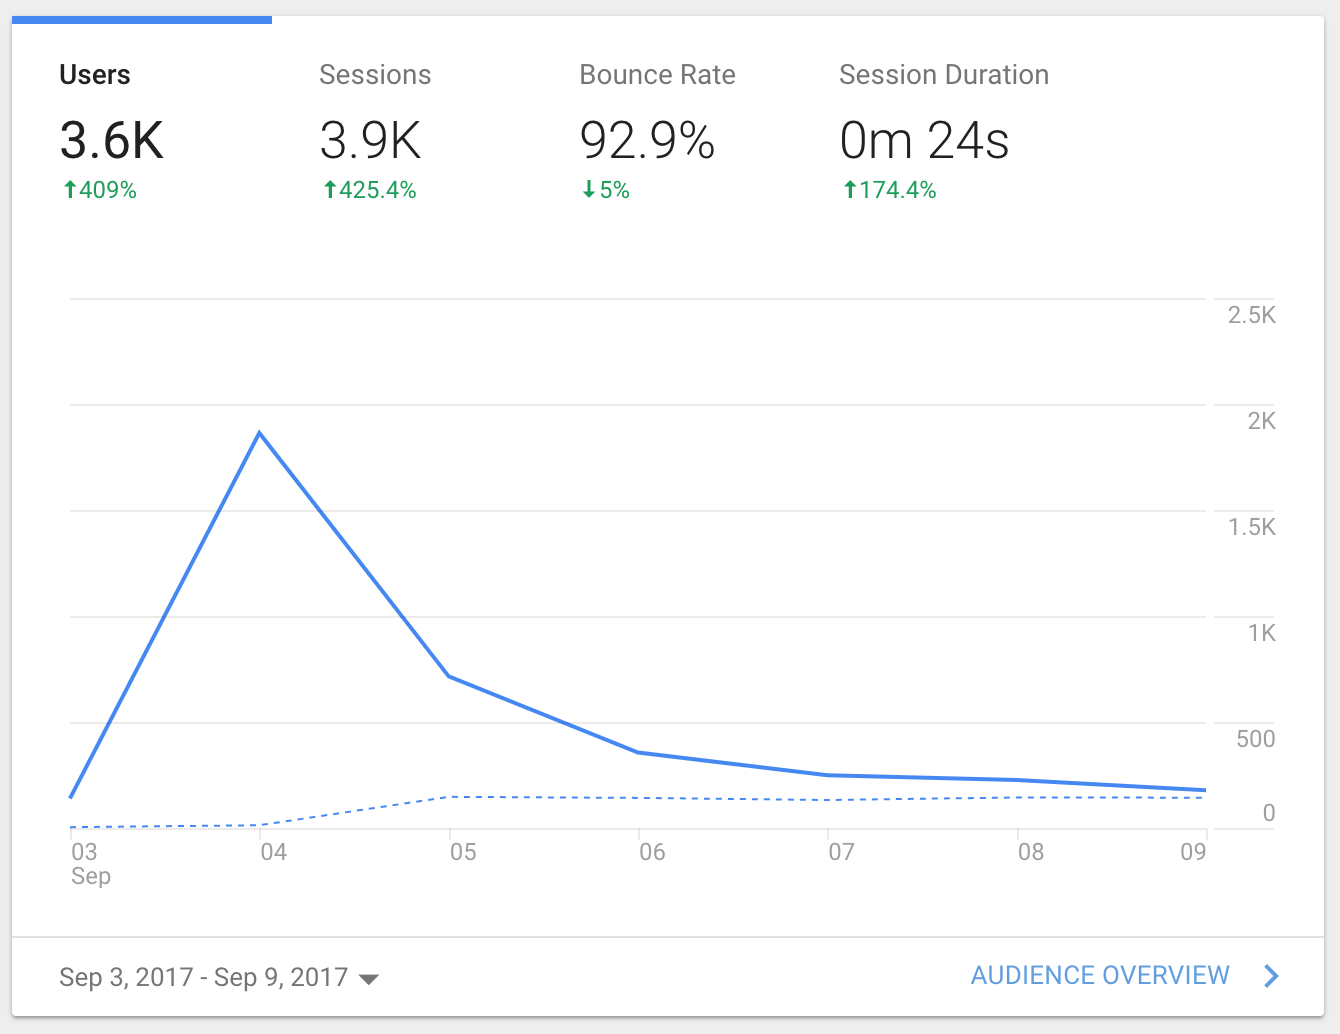 Users Sessions Bounce Rate Session Duration
3.6K 3.9K 92.9% 0m 24s
↑409% ↑425.4% ↓5% ↑174.4%
2.5K
2K
1.5K
1K
500
0
03 04 05 06 07 08 09
Sep
Sep 3, 2017 - Sep 9, 2017 AUDIENCE OVERVIEW